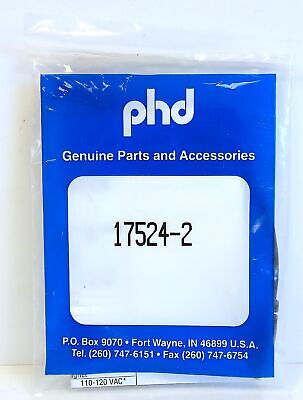 phd
Genuine Parts and Accessories
17524-2
P.O. Box 9070 • Fort Wayne, IN 46899 U.S.A.
Tel. (260) 747-6151 • Fax (260) 747-6754
110-120 VAC*